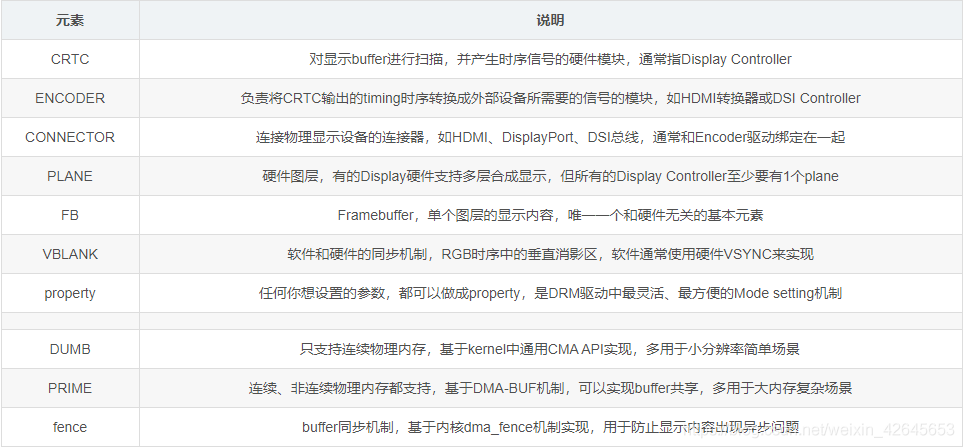 元素 说明
CRTC 对显示buffer进行扫描，并产生时序信号的硬件模块，通常指Display Controller
ENCODER 负责将CRTC输出的timing时序转换成外部设备所需要的信号的模块，如HDMI转换器或DSI Controller
CONNECTOR 连接物理显示设备的连接器，如HDMI、DisplayPort、DSI总线，通常和Encoder驱动绑定在一起
PLANE 硬件图层，有的Display硬件支持多层合成显示，但所有的Display Controller至少要有1个plane
FB Framebuffer，单个图层的显示内容，唯一一个和硬件无关的基本元素
VBLANK 软件和硬件的同步机制，RGB时序中的垂直消影区，软件通常使用硬件VSYNC来实现
property 任何你想设置的参数，都可以做成property，是DRM驱动中最灵活、最方便的Mode setting机制
DUMB 只支持连续物理内存，基于kernel中通用CMA API实现，多用于小分辨率简单场景
PRIME 连续、非连续物理内存都支持，基于DMA-BUF机制，可以实现buffer共享，多用于大内存复杂场景
fence buffer同步机制，基于内核dma_fence机制实现，用于防止显示内容出现异步问题
https://blog.csdn.net/weixin_42645653